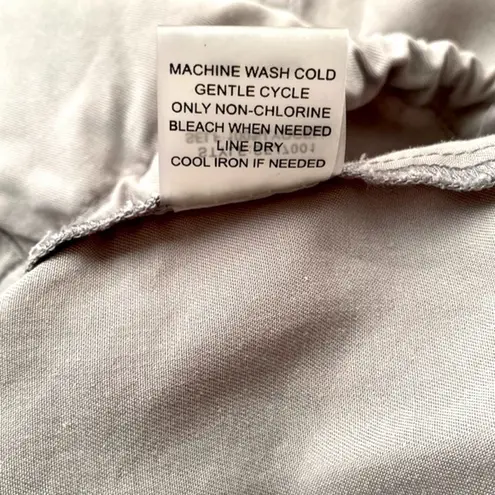 MACHINE WASH COLD
GENTLE CYCLE
ONLY NON-CHLORINE
BLEACH WHEN NEEDED
LINE DRY
COOL IRON IF NEEDED